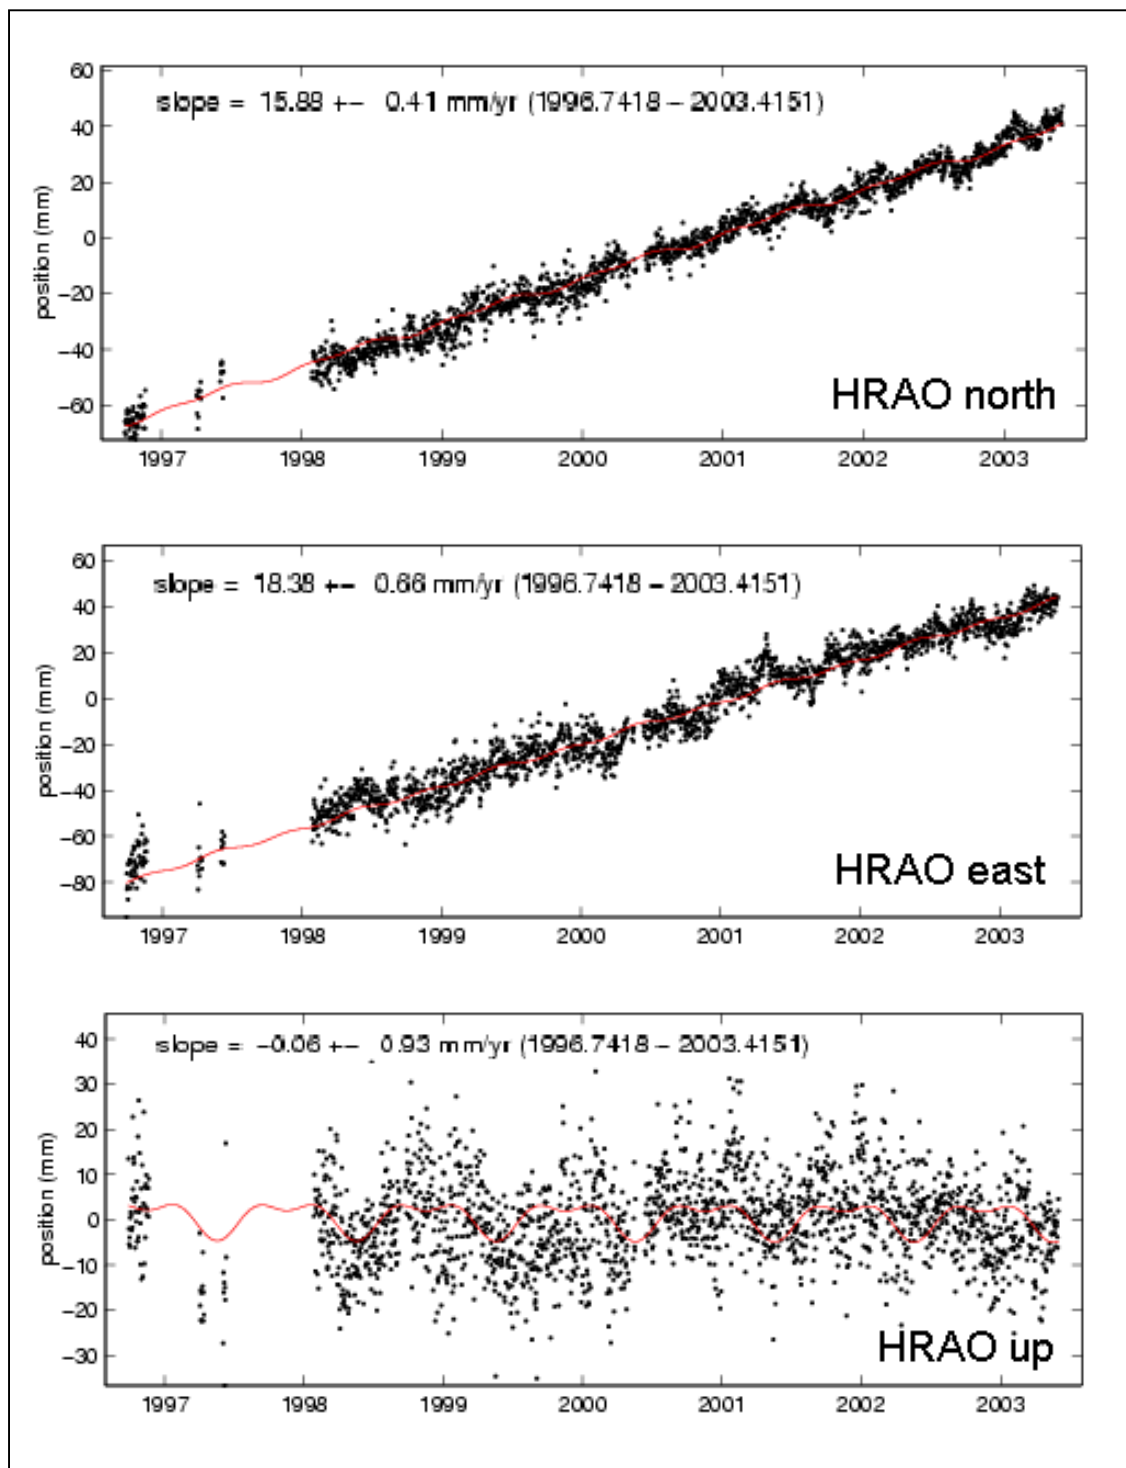 60
slope = 15.88 +− 0.41 mm/yr (1996.7418 − 2003.4151)
40
20
0
−20
−40
−60
position (mm)
HRAO north
1997 1998 1999 2000 2001 2002 2003
60
slope = 18.38 +− 0.66 mm/yr (1996.7418 − 2003.4151)
40
20
0
−20
−40
−60
−80
position (mm)
HRAO east
1997 1998 1999 2000 2001 2002 2003
40
slope = −0.06 +− 0.93 mm/yr (1996.7418 − 2003.4151)
30
20
10
0
−10
−20
−30
position (mm)
HRAO up
1997 1998 1999 2000 2001 2002 2003